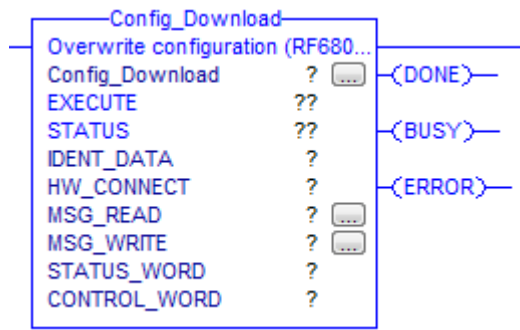 Config_Download
Overwrite configuration (RF680...
Config_Download ? ...
(DONE)
EXECUTE ??
STATUS ??
(BUSY)
IDENT_DATA ?
HW_CONNECT ?
(ERROR)
MSG_READ ? ...
MSG_WRITE ? ...
STATUS_WORD ?
CONTROL_WORD ?